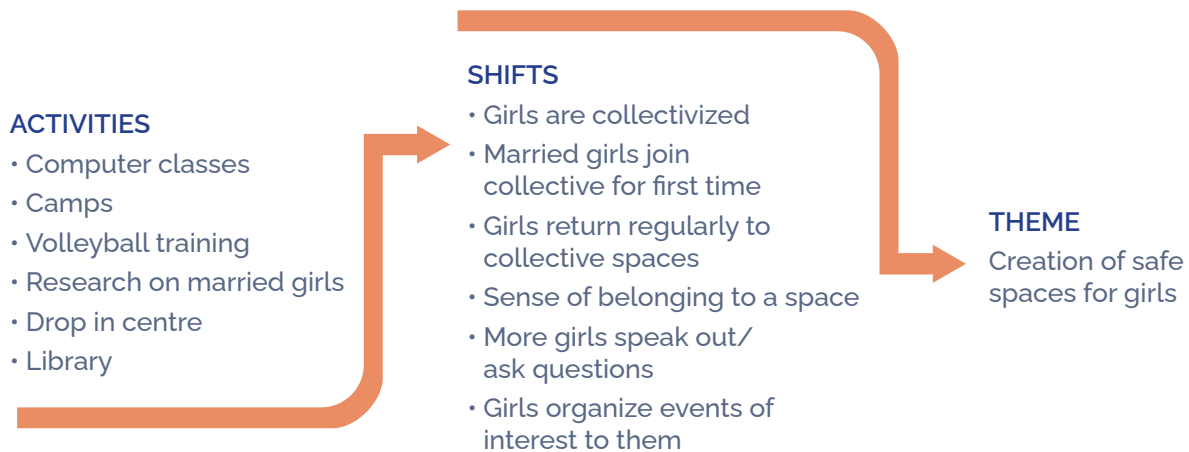 ACTIVITIES
• Computer classes
• Camps
• Volleyball training
• Research on married girls
• Drop in centre
• Library
SHIFTS
• Girls are collectivized
• Married girls join
collective for first time
• Girls return regularly to
collective spaces
• Sense of belonging to a space
• More girls speak out/
ask questions
• Girls organize events of
interest to them
THEME
Creation of safe
spaces for girls